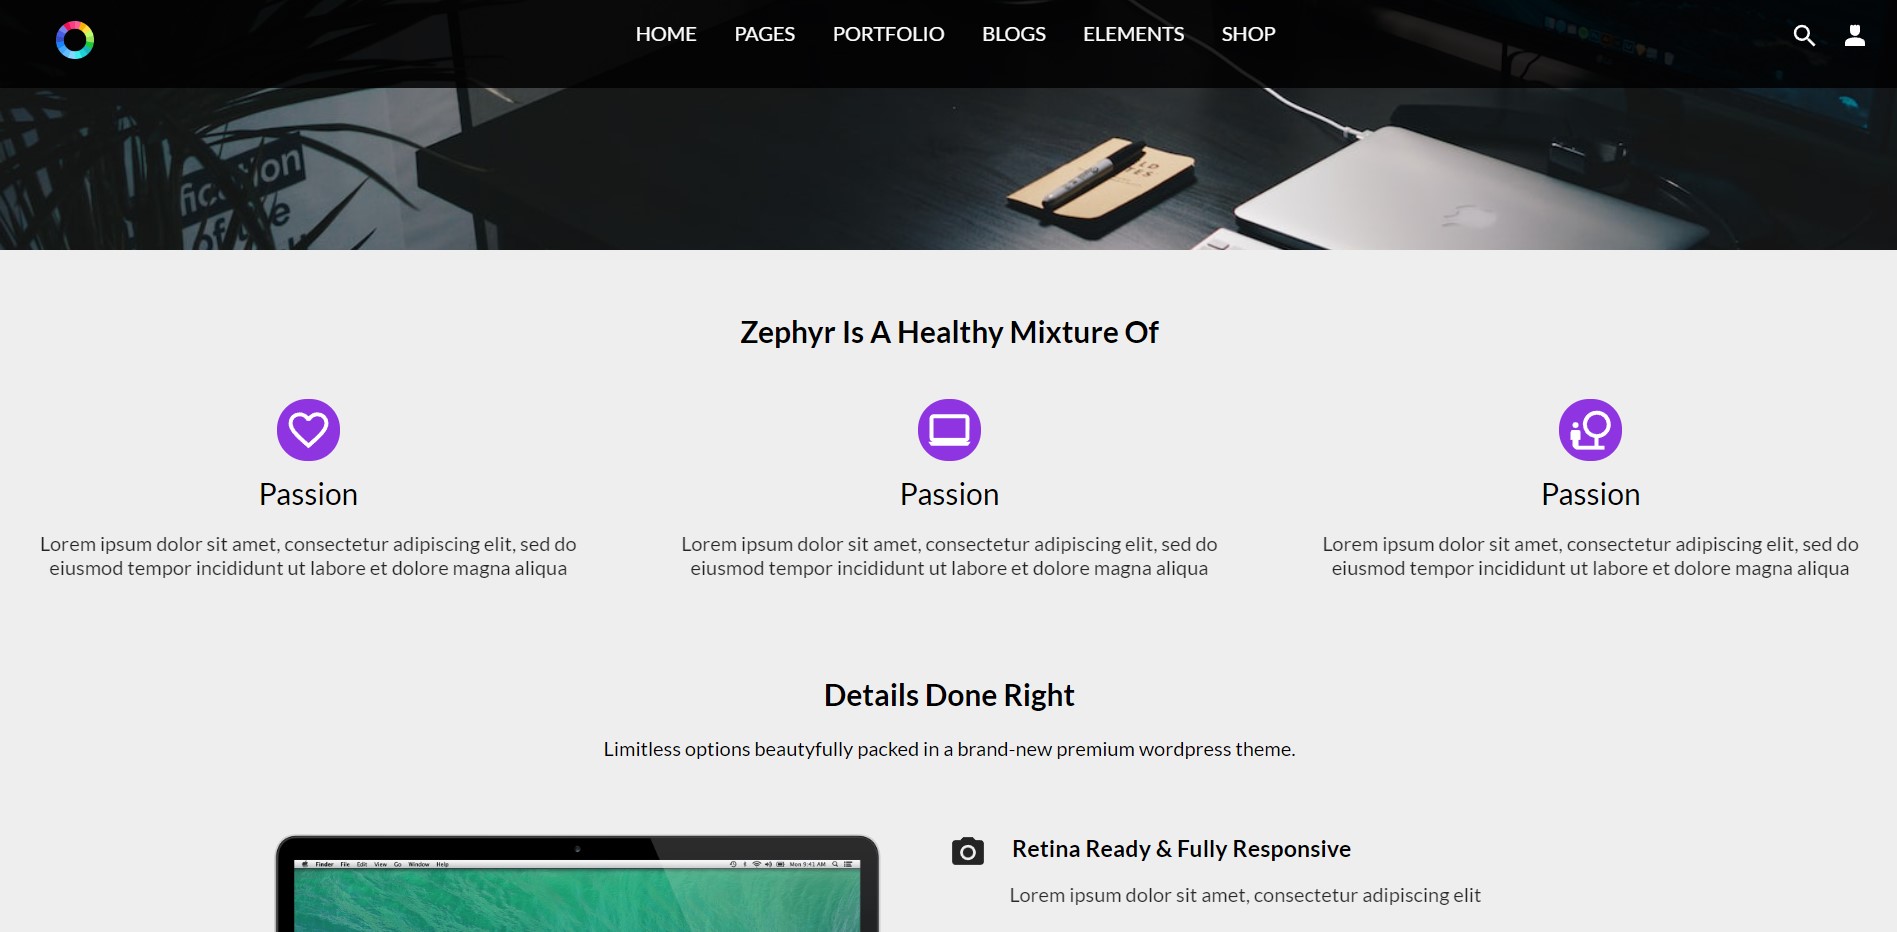 HOME PAGES PORTFOLIO BLOGS ELEMENTS SHOP
Zephyr Is A Healthy Mixture Of
Passion
Lorem ipsum dolor sit amet, consectetur adipiscing elit, sed do
eiusmod tempor incididunt ut labore et dolore magna aliqua
Passion
Lorem ipsum dolor sit amet, consectetur adipiscing elit, sed do
eiusmod tempor incididunt ut labore et dolore magna aliqua
Passion
Lorem ipsum dolor sit amet, consectetur adipiscing elit, sed do
eiusmod tempor incididunt ut labore et dolore magna aliqua
Details Done Right
Limitless options beautyfully packed in a brand-new premium wordpress theme.
Finder File Edit View Go Window Help Mon 9:41 AM
Retina Ready & Fully Responsive
Lorem ipsum dolor sit amet, consectetur adipiscing elit